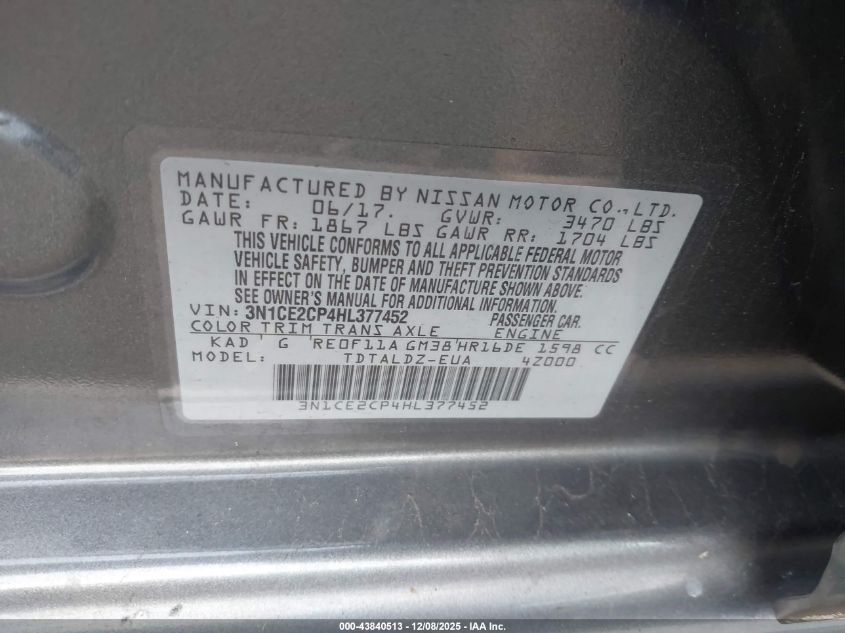 MANUFACTURED BY NISSAN MOTOR CO., LTD.
DATE: 06/17. GVWR: 3470 LBS
GAWR FR: 1867 LBS GAWR RR: 1704 LBS
THIS VEHICLE CONFORMS TO ALL APPLICABLE FEDERAL MOTOR
VEHICLE SAFETY, BUMPER AND THEFT PREVENTION STANDARDS
IN EFFECT ON THE DATE OF MANUFACTURE SHOWN ABOVE.
SEE OWNER'S MANUAL FOR ADDITIONAL INFORMATION.
VIN: 3N1CE2CP4HL377452 PASSENGER CAR.
COLOR TRIM TRANS AXLE ENGINE
KAD G RE0F11A GM38 HR16DE 1598 CC
MODEL: TDTALDZ-EUA 4Z000
3N1CE2CP4HL377452
000-43840513 - 12/08/2025 - IAA Inc.